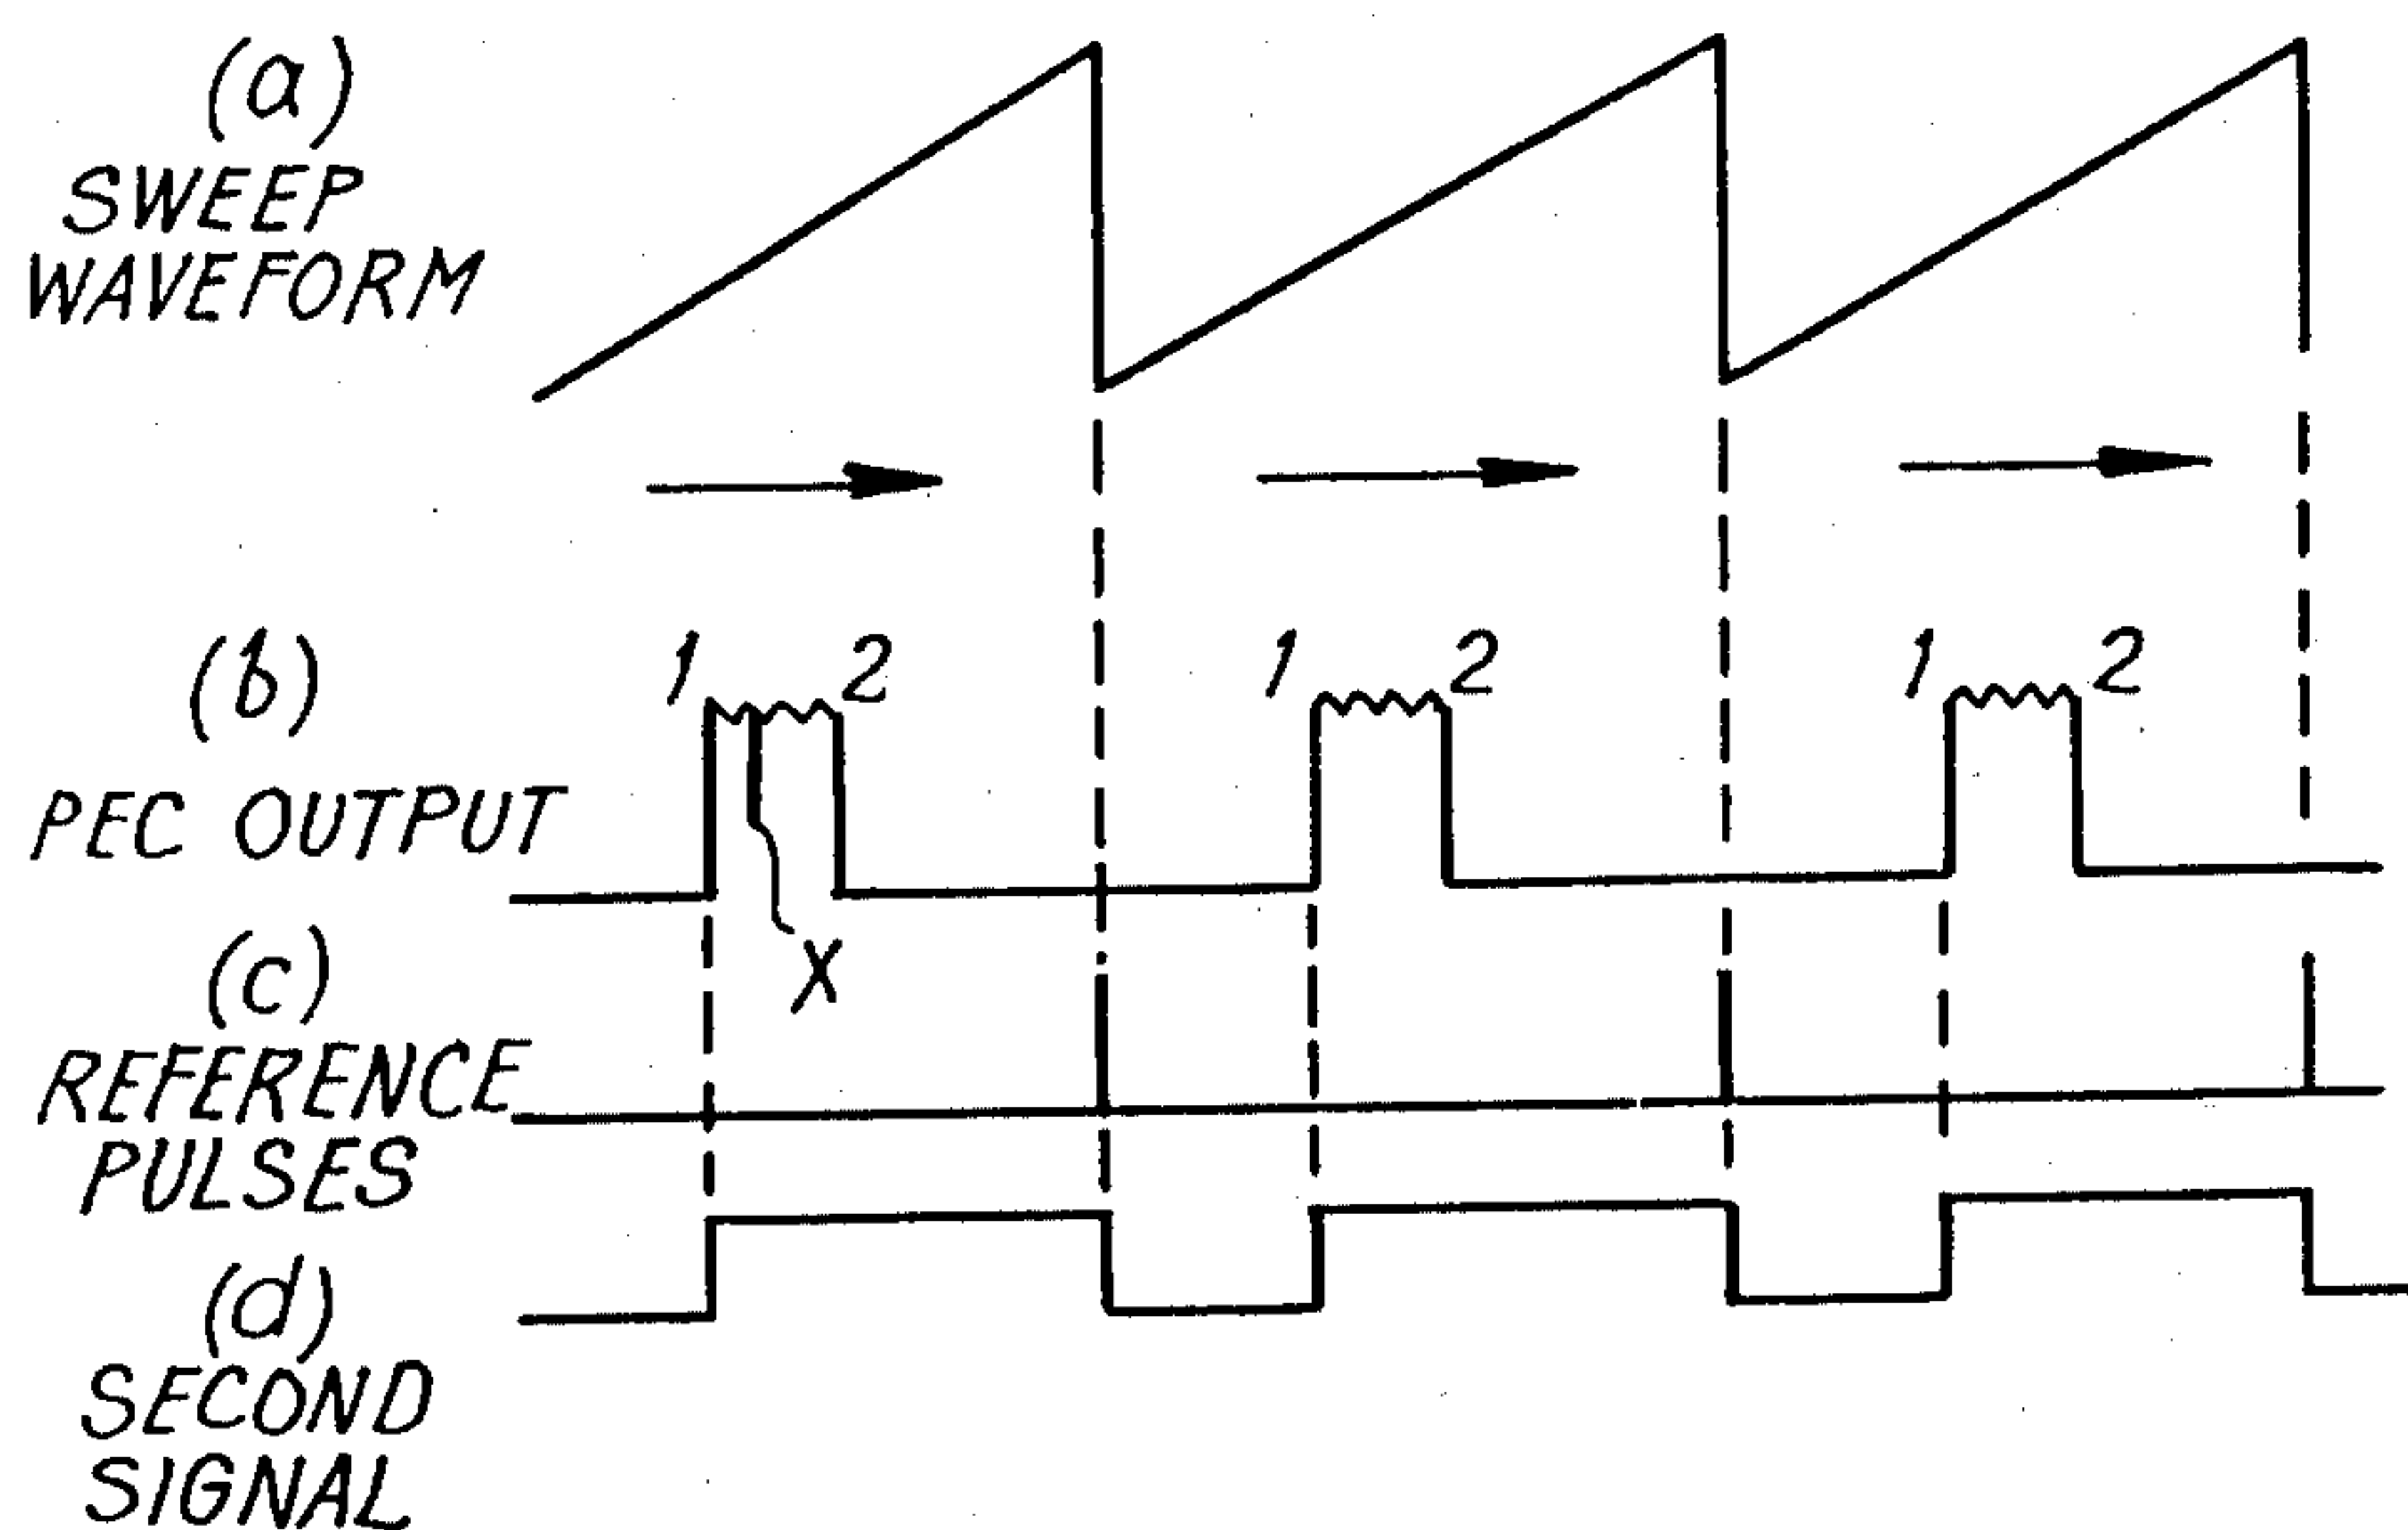 (a)
SWEEP
WAVEFORM
(b)
1 2 1 2 1 2
PEC OUTPUT
X
(c)
REFERENCE
PULSES
(d)
SECOND
SIGNAL